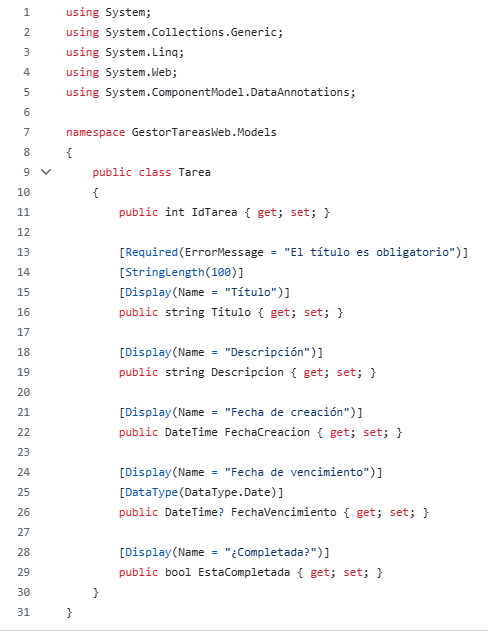 1 using System;
2 using System.Collections.Generic;
3 using System.Linq;
4 using System.Web;
5 using System.ComponentModel.DataAnnotations;
6
7 namespace GestorTareasWeb.Models
8 {
9 public class Tarea
10 {
11 public int IdTarea { get; set; }
12
13 [Required(ErrorMessage = "El título es obligatorio")]
14 [StringLength(100)]
15 [Display(Name = "Título")]
16 public string Titulo { get; set; }
17
18 [Display(Name = "Descripción")]
19 public string Descripcion { get; set; }
20
21 [Display(Name = "Fecha de creación")]
22 public DateTime FechaCreacion { get; set; }
23
24 [Display(Name = "Fecha de vencimiento")]
25 [DataType(DataType.Date)]
26 public DateTime? FechaVencimiento { get; set; }
27
28 [Display(Name = "¿Completada?")]
29 public bool EstaCompletada { get; set; }
30 }
31 }